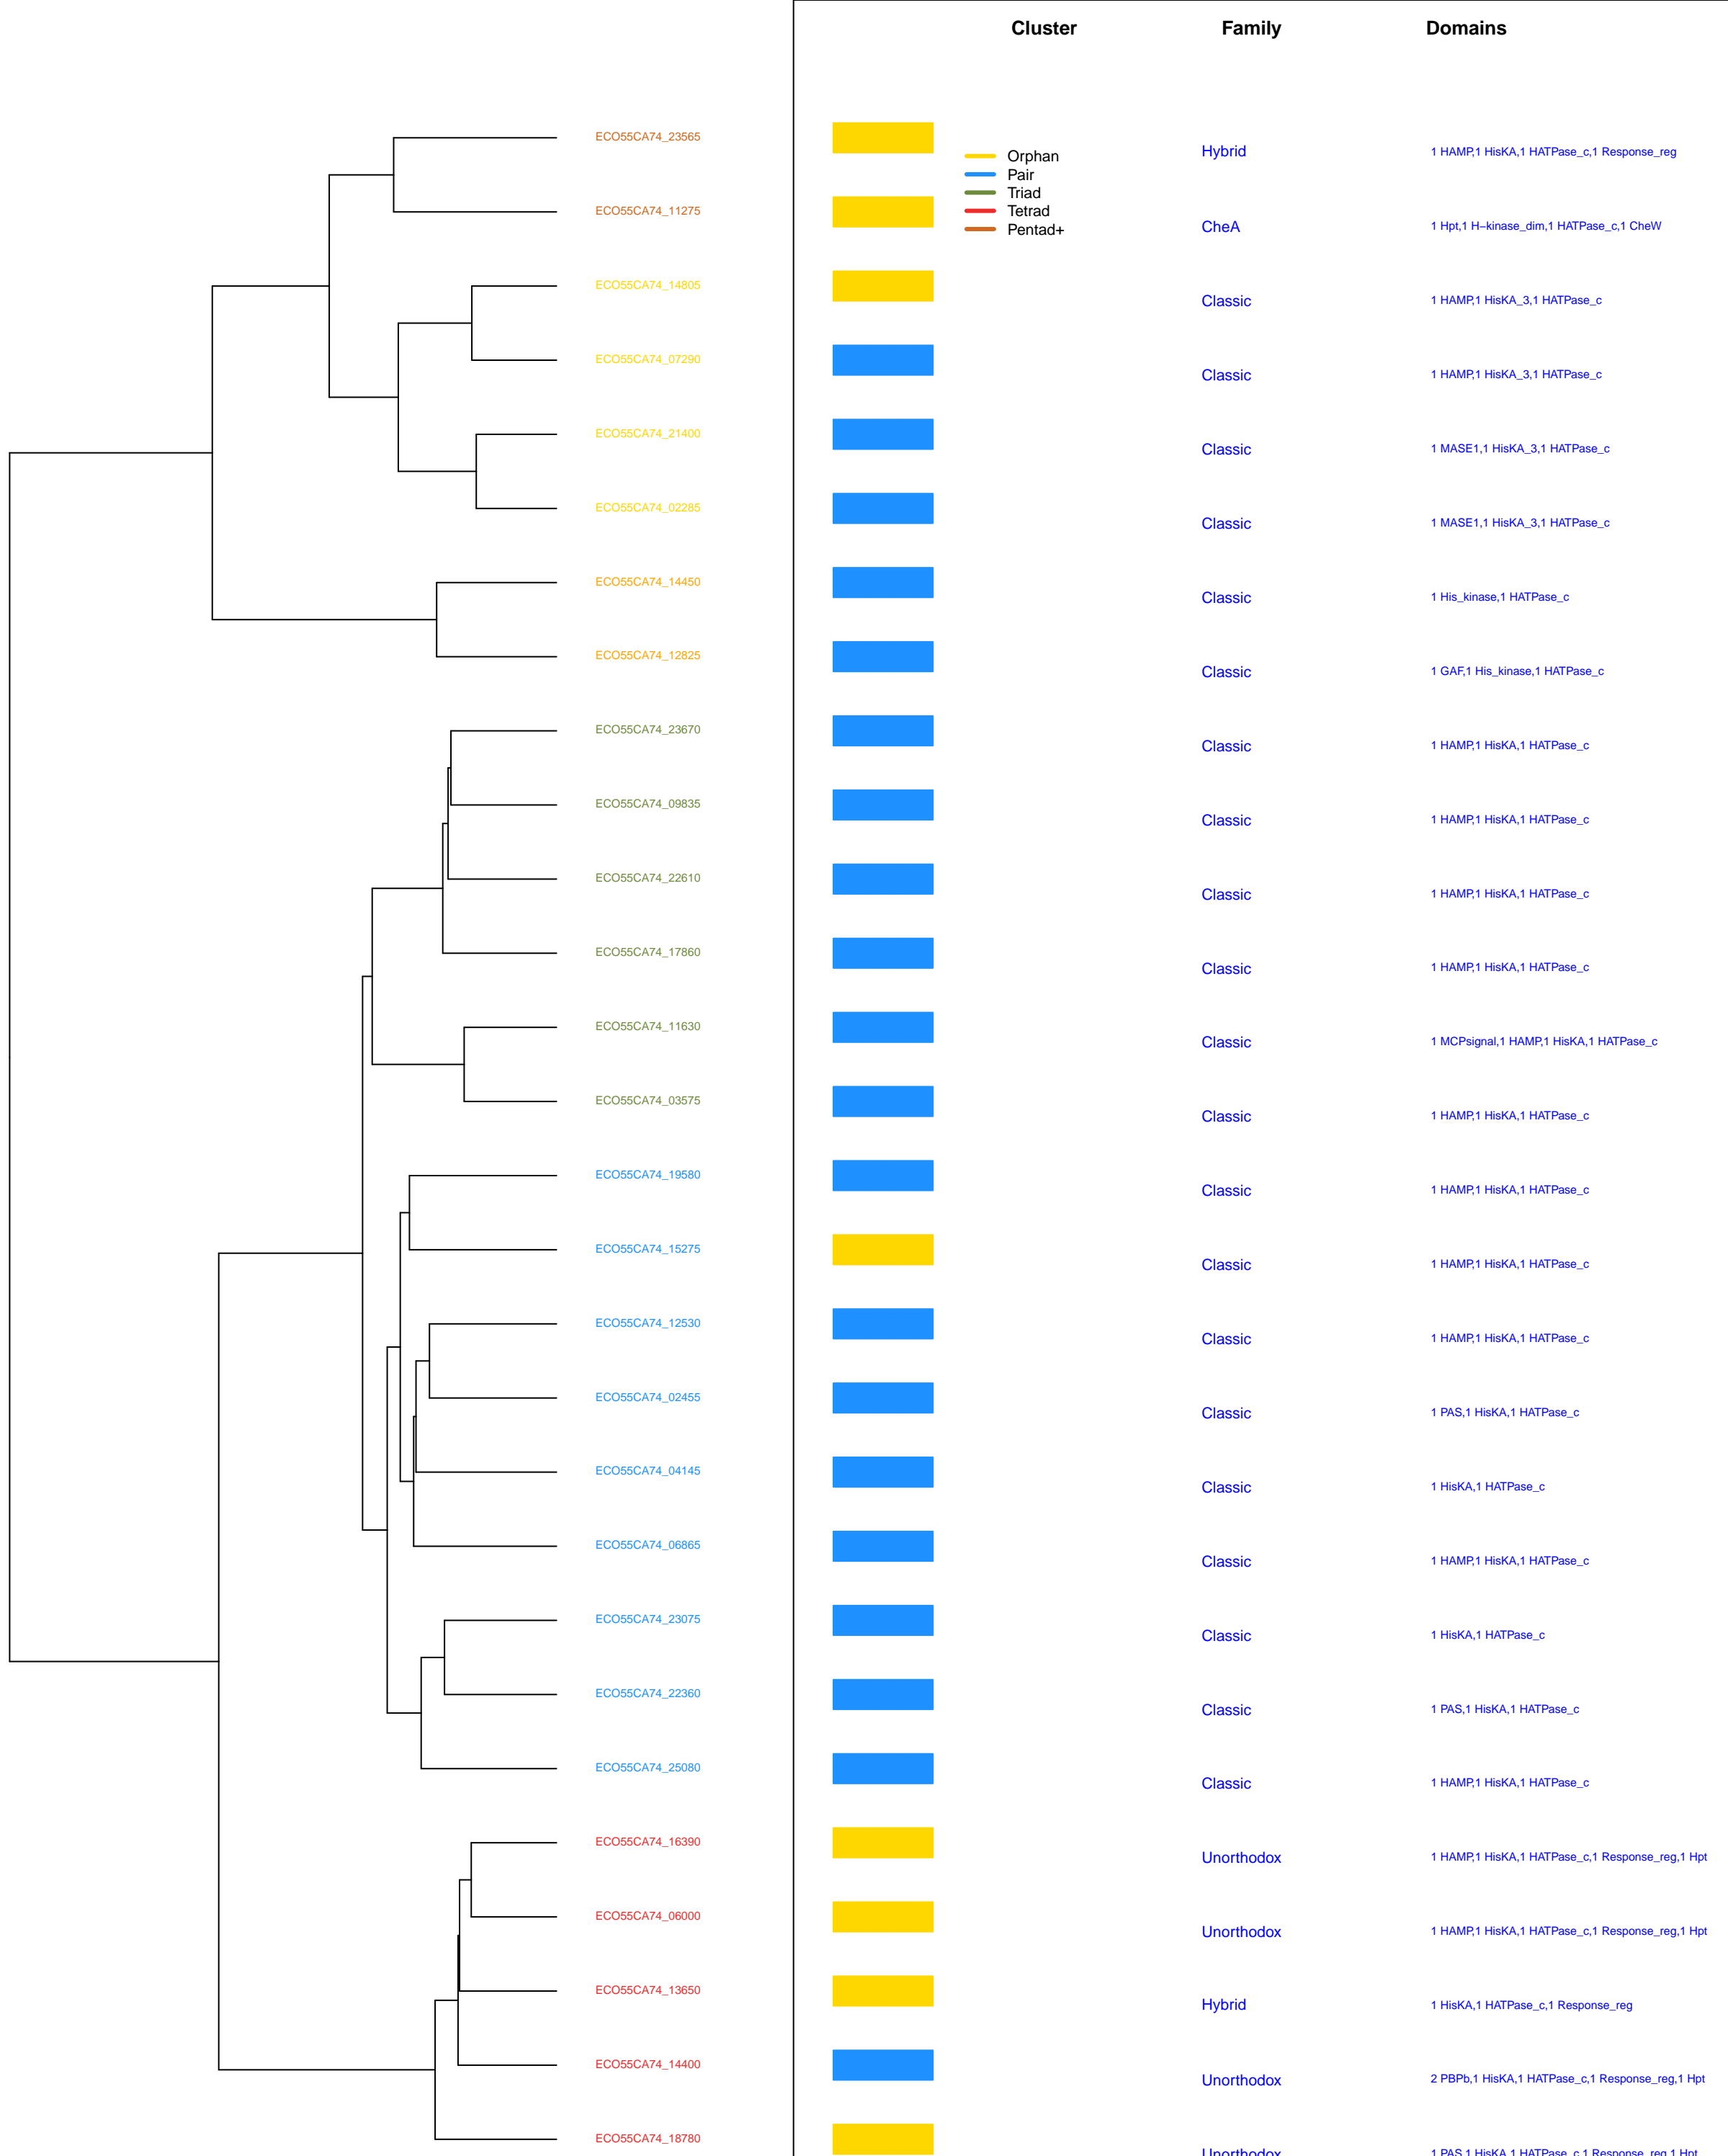 Cluster Family Domains
ECO55CA74_23565
Orphan
Hybrid 1 HAMP,1 HisKA,1 HATPase_c,1 Response_reg
Pair
Triad
ECO55CA74_11275
Tetrad
CheA 1 Hpt,1 H−kinase_dim,1 HATPase_c,1 CheW
Pentad+
ECO55CA74_14805
Classic 1 HAMP,1 HisKA_3,1 HATPase_c
ECO55CA74_07290
Classic 1 HAMP,1 HisKA_3,1 HATPase_c
ECO55CA74_21400
Classic 1 MASE1,1 HisKA_3,1 HATPase_c
ECO55CA74_02285
Classic 1 MASE1,1 HisKA_3,1 HATPase_c
ECO55CA74_14450
Classic 1 His_kinase,1 HATPase_c
ECO55CA74_12825
Classic 1 GAF,1 His_kinase,1 HATPase_c
ECO55CA74_23670
Classic 1 HAMP,1 HisKA,1 HATPase_c
ECO55CA74_09835
Classic 1 HAMP,1 HisKA,1 HATPase_c
ECO55CA74_22610
Classic 1 HAMP,1 HisKA,1 HATPase_c
ECO55CA74_17860
Classic 1 HAMP,1 HisKA,1 HATPase_c
ECO55CA74_11630
Classic 1 MCPsignal,1 HAMP,1 HisKA,1 HATPase_c
ECO55CA74_03575
Classic 1 HAMP,1 HisKA,1 HATPase_c
ECO55CA74_19580
Classic 1 HAMP,1 HisKA,1 HATPase_c
ECO55CA74_15275
Classic 1 HAMP,1 HisKA,1 HATPase_c
ECO55CA74_12530
Classic 1 HAMP,1 HisKA,1 HATPase_c
ECO55CA74_02455
Classic 1 PAS,1 HisKA,1 HATPase_c
ECO55CA74_04145
Classic 1 HisKA,1 HATPase_c
ECO55CA74_06865
Classic 1 HAMP,1 HisKA,1 HATPase_c
ECO55CA74_23075
Classic 1 HisKA,1 HATPase_c
ECO55CA74_22360
Classic 1 PAS,1 HisKA,1 HATPase_c
ECO55CA74_25080
Classic 1 HAMP,1 HisKA,1 HATPase_c
ECO55CA74_16390
Unorthodox 1 HAMP,1 HisKA,1 HATPase_c,1 Response_reg,1 Hpt
ECO55CA74_06000
Unorthodox 1 HAMP,1 HisKA,1 HATPase_c,1 Response_reg,1 Hpt
ECO55CA74_13650
Hybrid 1 HisKA,1 HATPase_c,1 Response_reg
ECO55CA74_14400
Unorthodox 2 PBPb,1 HisKA,1 HATPase_c,1 Response_reg,1 Hpt
ECO55CA74_18780
Unorthodox 1 PAS,1 HisKA,1 HATPase_c,1 Response_reg,1 Hpt